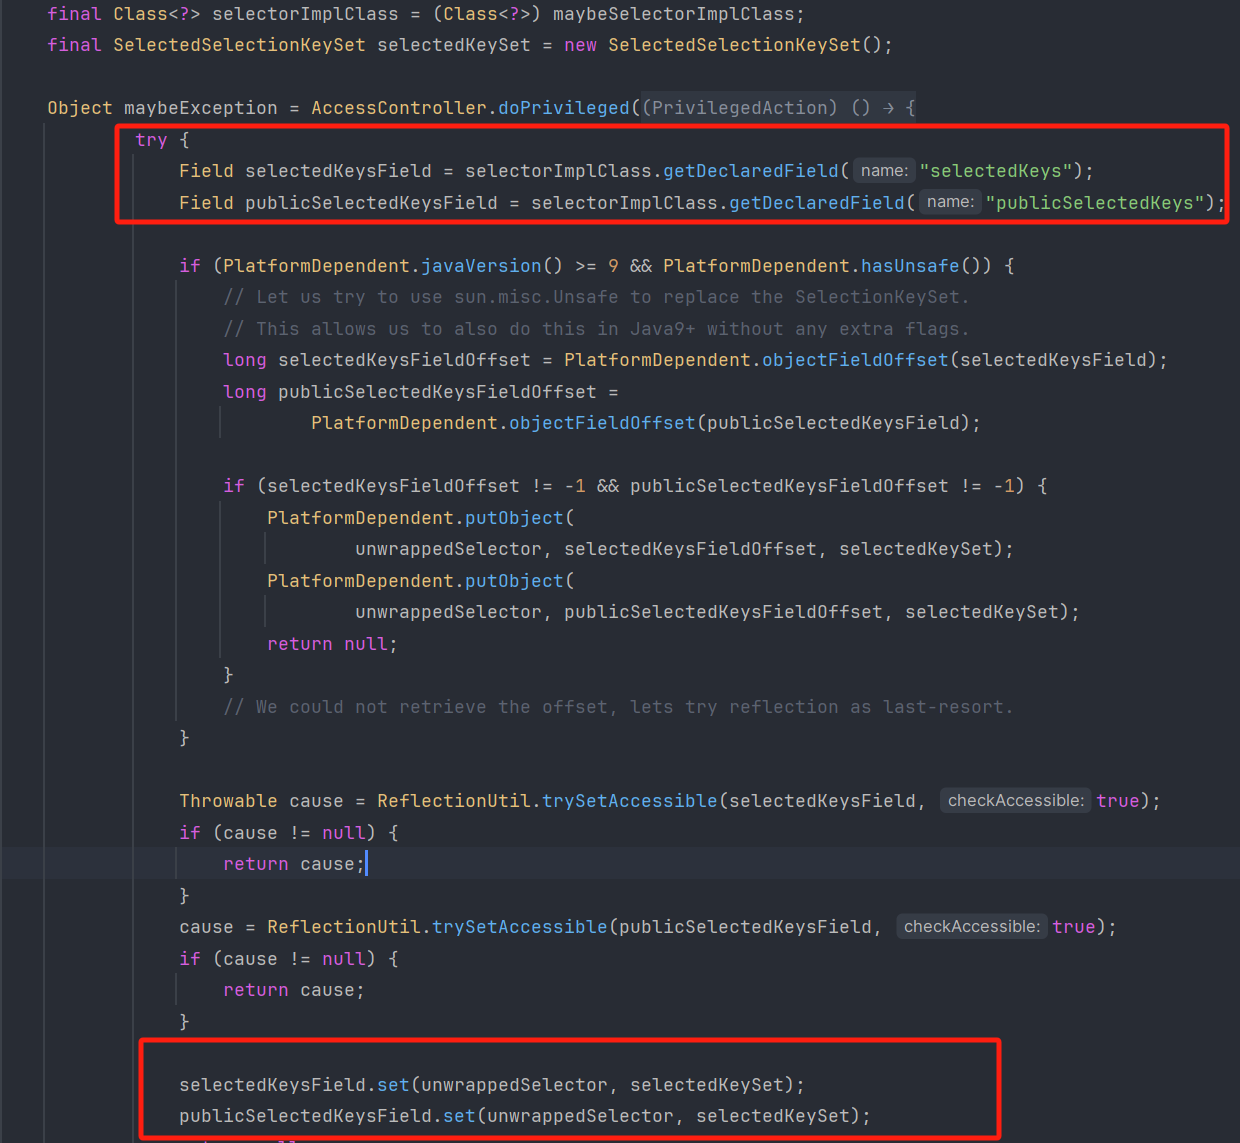 final Class<?> selectorImplClass = (Class<?>) maybeSelectorImplClass;
final SelectedSelectionKeySet selectedKeySet = new SelectedSelectionKeySet();
Object maybeException = AccessController.doPrivileged((PrivilegedAction) () → {
try {
Field selectedKeysField = selectorImplClass.getDeclaredField( name: "selectedKeys");
Field publicSelectedKeysField = selectorImplClass.getDeclaredField( name: "publicSelectedKeys");
if (PlatformDependent.javaVersion() >= 9 && PlatformDependent.hasUnsafe()) {
// Let us try to use sun.misc.Unsafe to replace the SelectionKeySet.
// This allows us to also do this in Java9+ without any extra flags.
long selectedKeysFieldOffset = PlatformDependent.objectFieldOffset(selectedKeysField);
long publicSelectedKeysFieldOffset =
PlatformDependent.objectFieldOffset(publicSelectedKeysField);
if (selectedKeysFieldOffset != -1 && publicSelectedKeysFieldOffset != -1) {
PlatformDependent.putObject(
unwrappedSelector, selectedKeysFieldOffset, selectedKeySet);
PlatformDependent.putObject(
unwrappedSelector, publicSelectedKeysFieldOffset, selectedKeySet);
return null;
}
// We could not retrieve the offset, lets try reflection as last-resort.
}
Throwable cause = ReflectionUtil.trySetAccessible(selectedKeysField, checkAccessible: true);
if (cause != null) {
return cause;
}
cause = ReflectionUtil.trySetAccessible(publicSelectedKeysField, checkAccessible: true);
if (cause != null) {
return cause;
}
selectedKeysField.set(unwrappedSelector, selectedKeySet);
publicSelectedKeysField.set(unwrappedSelector, selectedKeySet);